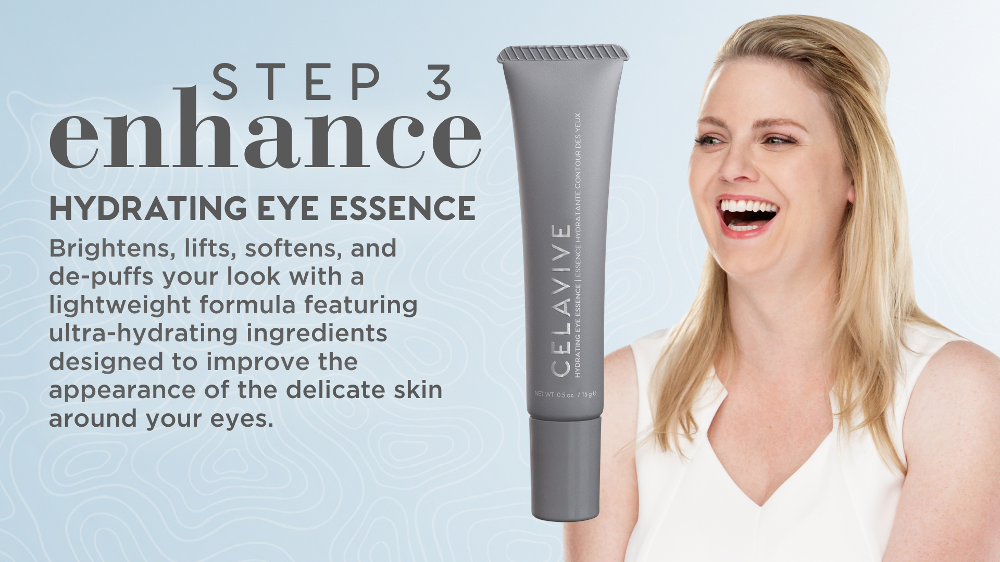 STEP 3
enhance
HYDRATING EYE ESSENCE
Brightens, lifts, softens, and
de-puffs your look with a
lightweight formula featuring
ultra-hydrating ingredients
designed to improve the
appearance of the delicate skin
around your eyes.
CELAVIVE
HYDRATING EYE ESSENCE | ESSENCE HYDRATANTE CONTOUR DES YEUX
NET WT. 0.5 oz. / 15 g ℮